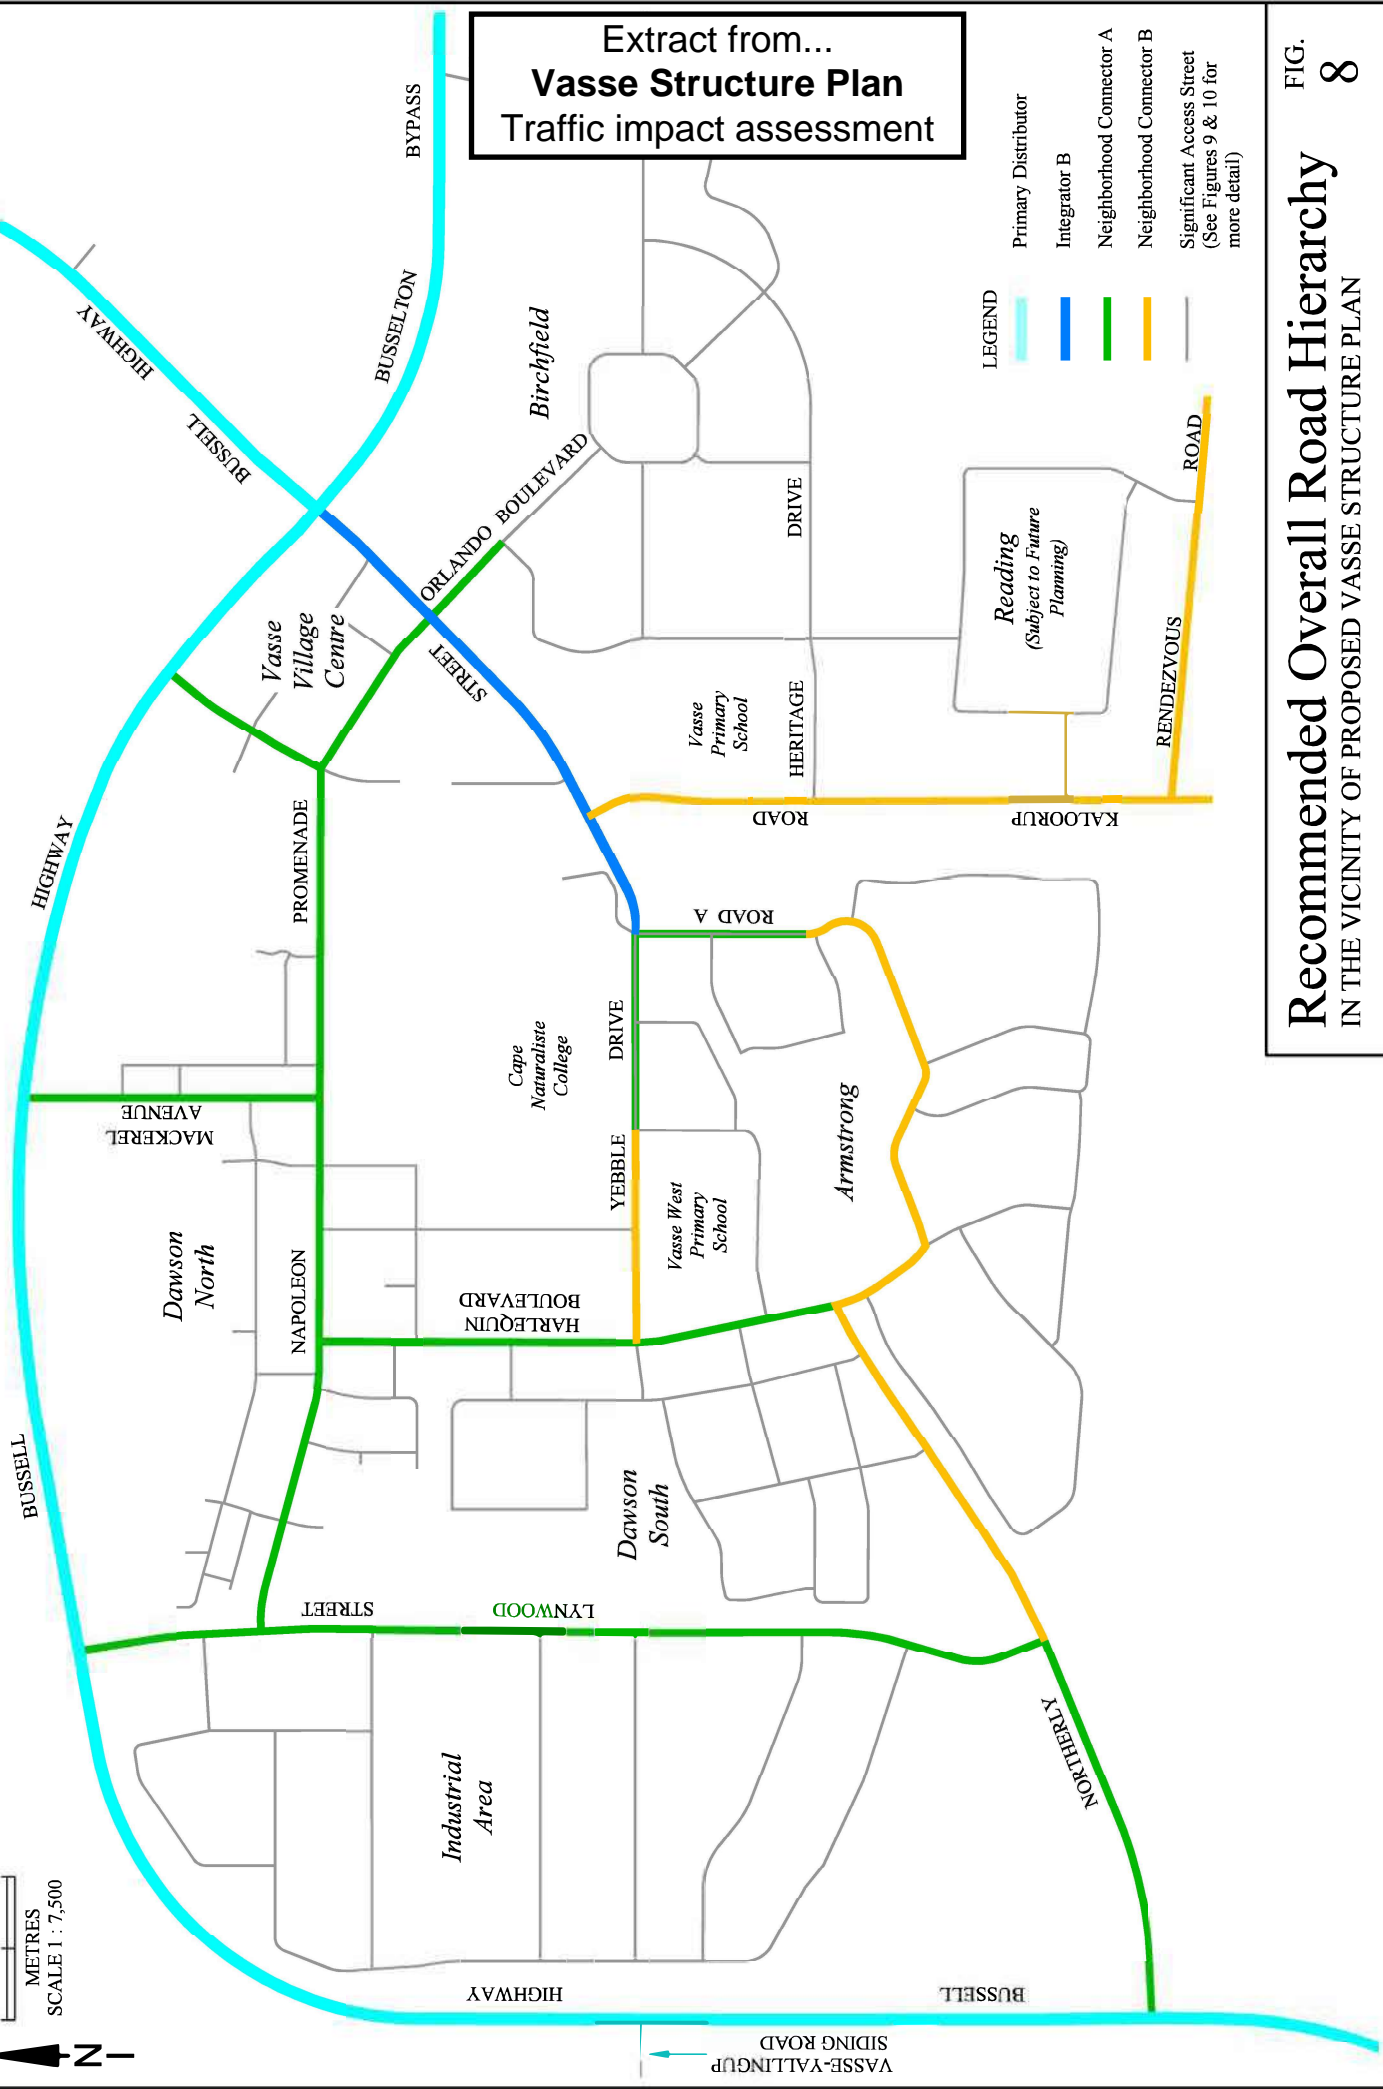 Extract from...
Vasse Structure Plan
Traffic impact assessment
LEGEND
Primary Distributor
Integrator B
Neighborhood Connector A
Neighborhood Connector B
Significant Access Street
(See Figures 9 & 10 for
more detail)
FIG.
8
Recommended Overall Road Hierarchy
IN THE VICINITY OF PROPOSED VASSE STRUCTURE PLAN
METRES
SCALE 1 : 7,500
N
BUSSELL
HIGHWAY
BUSSELL
HIGHWAY
BUSSELTON
BYPASS
BUSSELL
HIGHWAY
VASSE-YALLINGUP
SIDING ROAD
Vasse
Village
Centre
ORLANDO BOULEVARD
STREET
Birchfield
PROMENADE
NAPOLEON
MACKEREL
AVENUE
Dawson
North
HARLEQUIN
BOULEVARD
Cape
Naturaliste
College
YEBBLE
DRIVE
Vasse West
Primary
School
ROAD A
Armstrong
Vasse
Primary
School
HERITAGE
DRIVE
KALOORUP
ROAD
Reading
(Subject to Future
Planning)
RENDEZVOUS
ROAD
Dawson
South
LYNWOOD
STREET
Industrial
Area
NORTHERLY